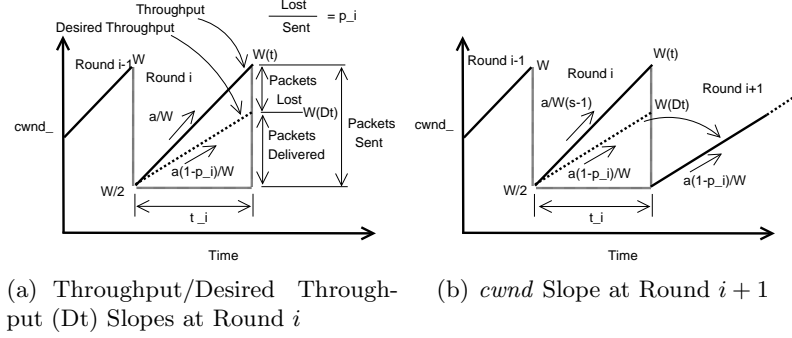 Throughput
Lost
Sent
= p_i
Desired Throughput
Round i-1
W
Round i
W(t)
Packets
Lost
W(Dt)
a/W
cwnd_
Packets
Delivered
Packets
Sent
a(1-p_i)/W
W/2
t_i
Time
Round i-1
W
Round i
W(t)
Round i+1
W(Dt)
a/W(s-1)
cwnd_
a(1-p_i)/W
a(1-p_i)/W
W/2
t_i
Time
(a) Throughput/Desired Through-
put (Dt) Slopes at Round i
(b) cwnd Slope at Round i + 1